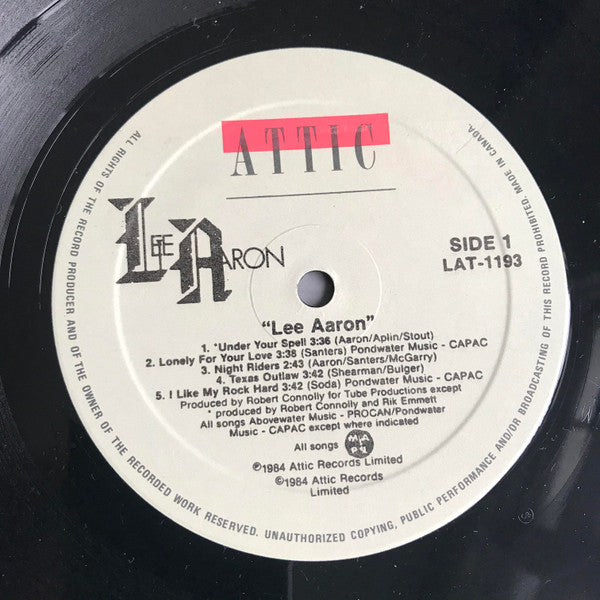 ATTIC
LEE AARON
SIDE 1
LAT-1193
"Lee Aaron"
1. *Under Your Spell 3:36 (Aaron/Aplin/Stout)
2. Lonely For Your Love 3:38 (Santers) Pondwater Music - CAPAC
3. Night Riders 2:43 (Aaron/Santers/McGarry)
4. Texas Outlaw 3:42 (Shearman/Bulger)
5. I Like My Rock Hard 3:42 (Soda) Pondwater Music - CAPAC
Produced by Robert Connolly for Tube Productions except
* produced by Robert Connolly and Rik Emmett
All songs Abovewater Music - PROCAN/Pondwater
Music - CAPAC except where indicated
All songs
℗1984 Attic Records Limited
©1984 Attic Records
Limited
ALL RIGHTS OF THE RECORD PRODUCER AND OF THE OWNER OF THE RECORDED WORK RESERVED. UNAUTHORIZED COPYING, PUBLIC PERFORMANCE AND/OR BROADCASTING OF THIS RECORD PROHIBITED. MADE IN CANADA.